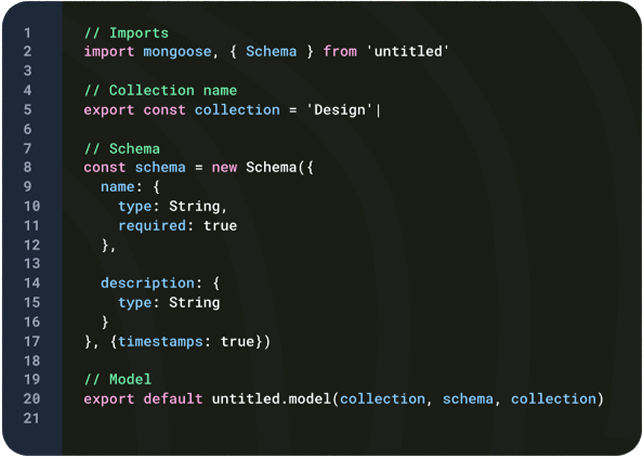 1 // Imports
2 import mongoose, { Schema } from 'untitled'
3
4 // Collection name
5 export const collection = 'Design'|
6
7 // Schema
8 const schema = new Schema({
9   name: {
10     type: String,
11     required: true
12   },
13
14   description: {
15     type: String
16   }
17 }, {timestamps: true})
18
19 // Model
20 export default untitled.model(collection, schema, collection)
21